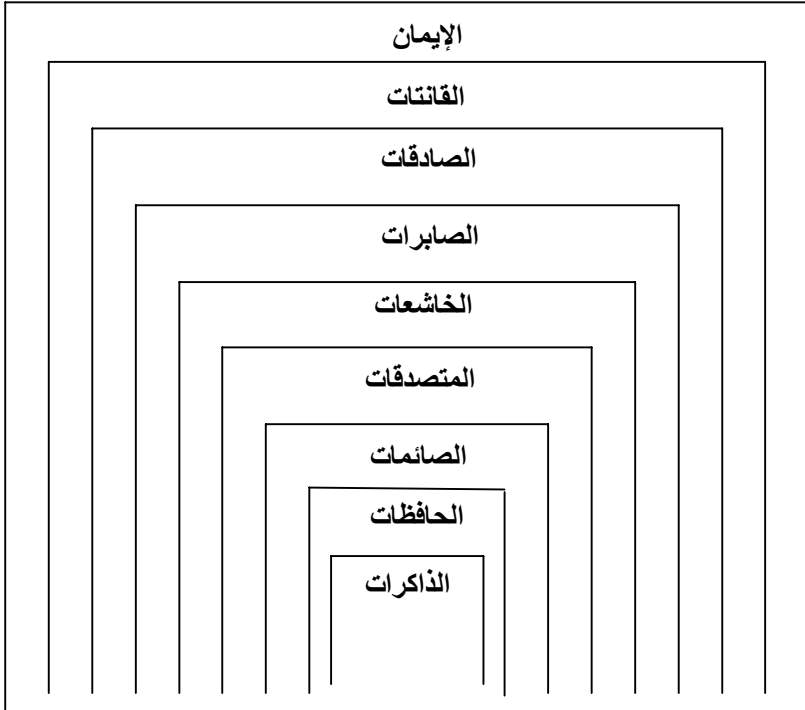 الإيمان
القانتات
الصادقات
الصابرات
الخاشعات
المتصدقات
الصائمات
الحافظات
الذاكرات